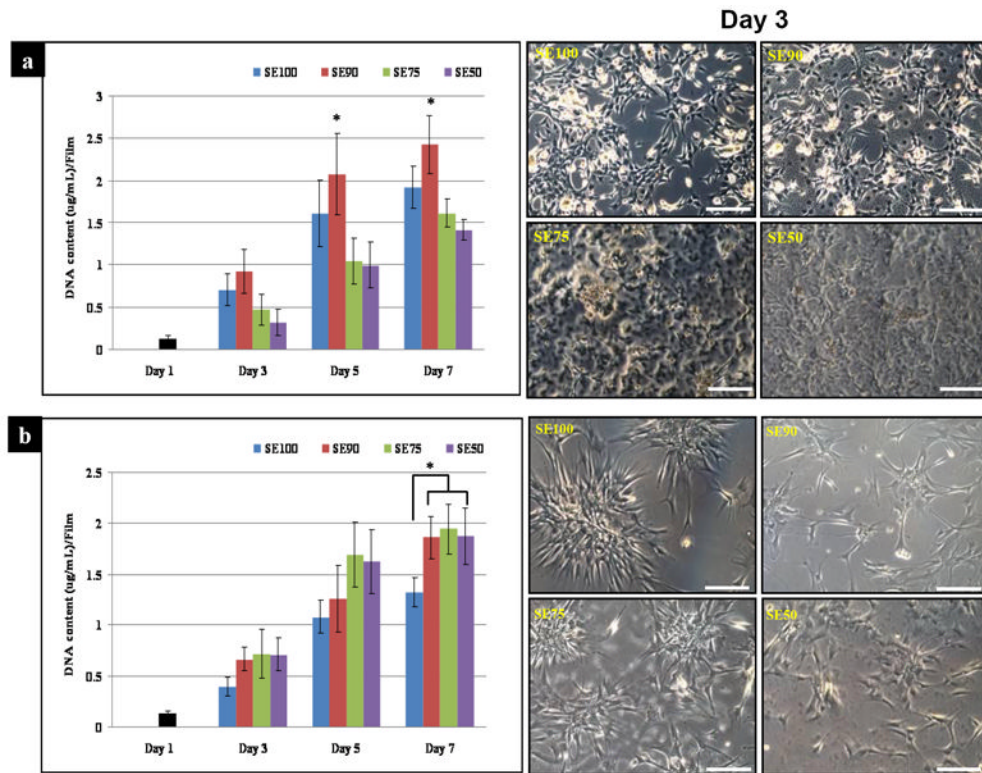 Day 3
a
SE100 SE90 SE75 SE50
DNA content (ug/mL)/Film
3
2.5
2
1.5
1
0.5
0
* *
Day 1 Day 3 Day 5 Day 7
SE100 SE90
SE75 SE50
b
SE100 SE90 SE75 SE50
DNA content (ug/mL)/Film
2.5
2
1.5
1
0.5
0
*
Day 1 Day 3 Day 5 Day 7
SE100 SE90
SE75 SE50